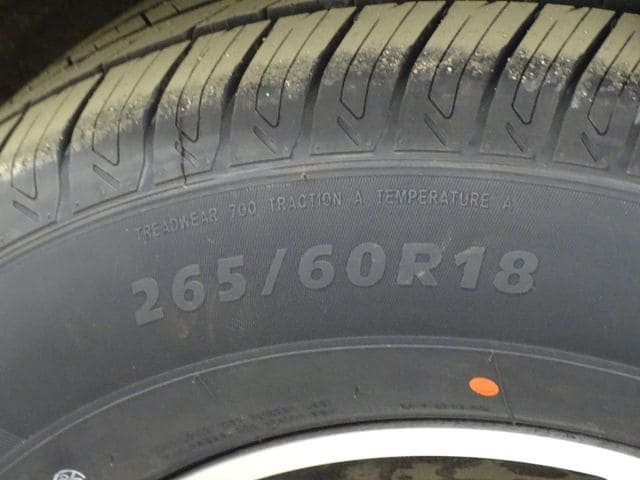 TREADWEAR 700 TRACTION A TEMPERATURE A
265/60R18